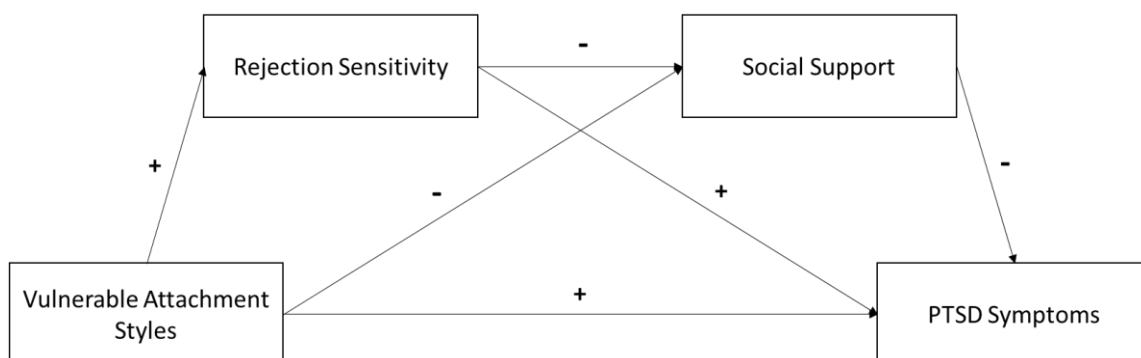 -
Rejection Sensitivity
Social Support
+
-
-
+
Vulnerable Attachment
Styles
+
PTSD Symptoms